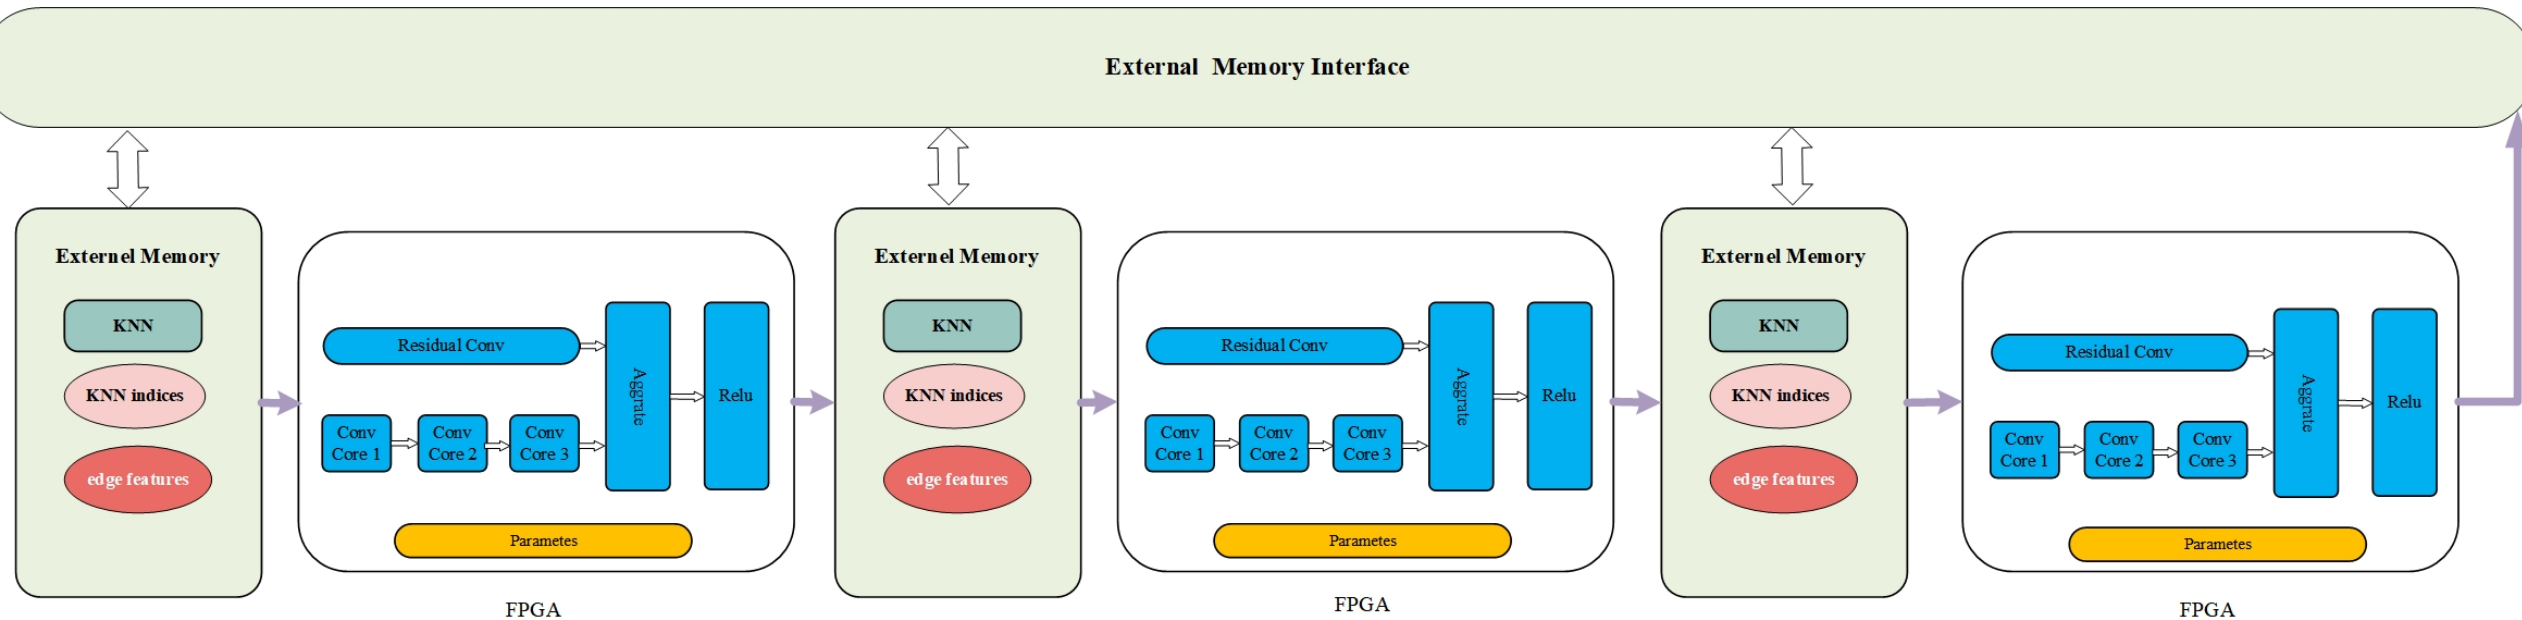 External Memory Interface
Externel Memory
KNN
KNN indices
edge features
Residual Conv
Conv
Core 1
Conv
Core 2
Conv
Core 3
Aggrate
Relu
Parametes
FPGA
Externel Memory
KNN
KNN indices
edge features
Residual Conv
Conv
Core 1
Conv
Core 2
Conv
Core 3
Aggrate
Relu
Parametes
FPGA
Externel Memory
KNN
KNN indices
edge features
Residual Conv
Conv
Core 1
Conv
Core 2
Conv
Core 3
Aggrate
Relu
Parametes
FPGA